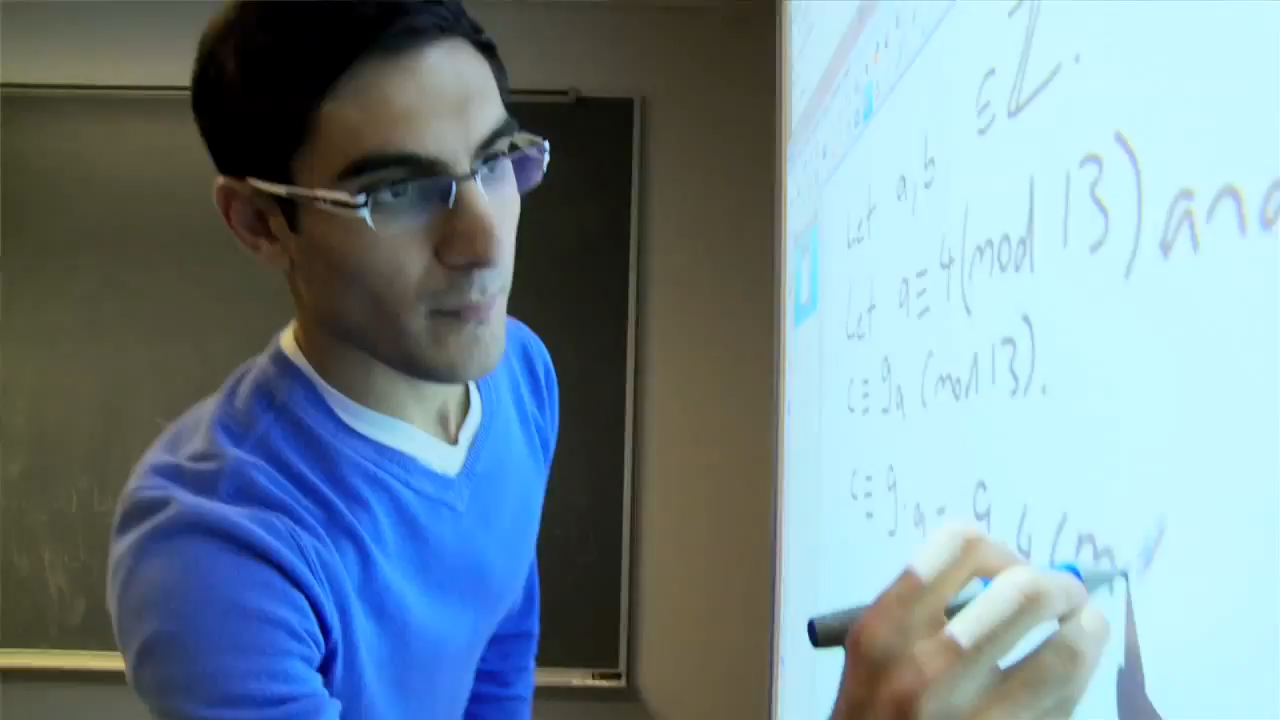 Let a, b ∈ Z.
Let a ≡ 4 (mod 13) and
c ≡ 9a (mod 13).
c ≡ 9·a ≡ 9·4 (m